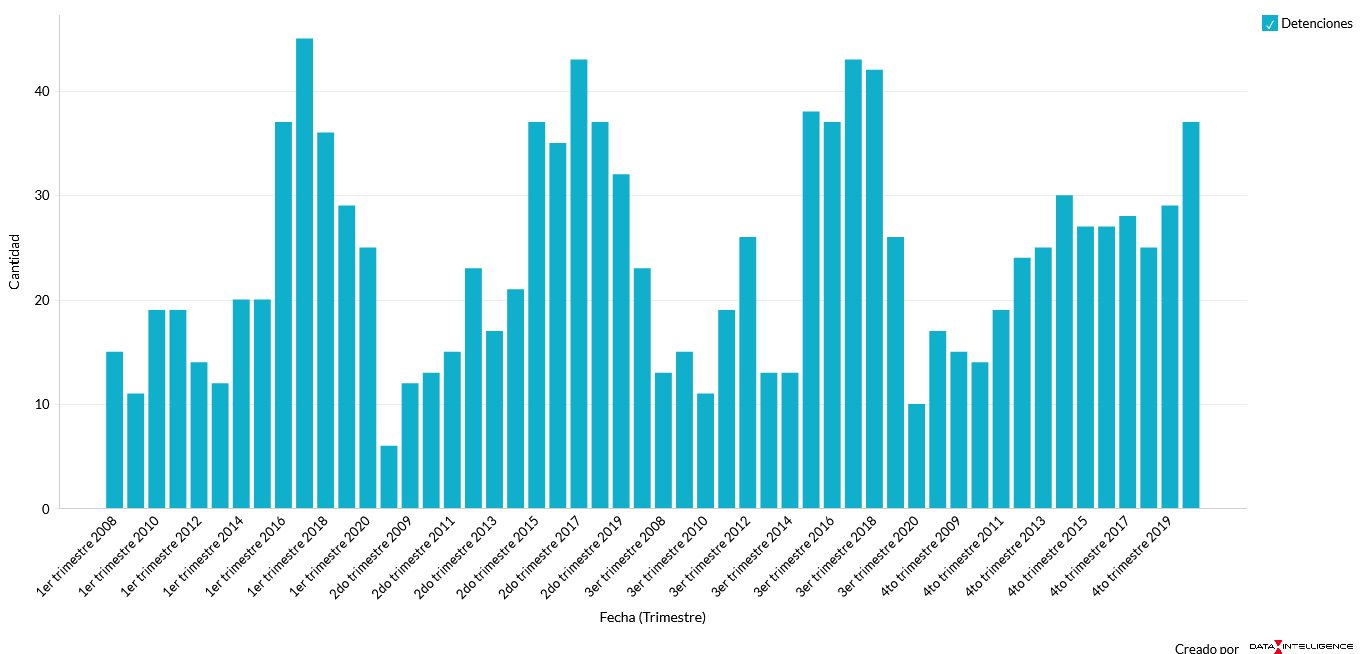 Detenciones
40
30
20
10
0
Cantidad
1er trimestre 2008
1er trimestre 2010
1er trimestre 2012
1er trimestre 2014
1er trimestre 2016
1er trimestre 2018
1er trimestre 2020
2do trimestre 2009
2do trimestre 2011
2do trimestre 2013
2do trimestre 2015
2do trimestre 2017
2do trimestre 2019
3er trimestre 2008
3er trimestre 2010
3er trimestre 2012
3er trimestre 2014
3er trimestre 2016
3er trimestre 2018
3er trimestre 2020
4to trimestre 2009
4to trimestre 2011
4to trimestre 2013
4to trimestre 2015
4to trimestre 2017
4to trimestre 2019
Fecha (Trimestre)
Creado por DATA INTELLIGENCE